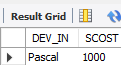 Result Grid
DEV_IN SCOST
Pascal 1000